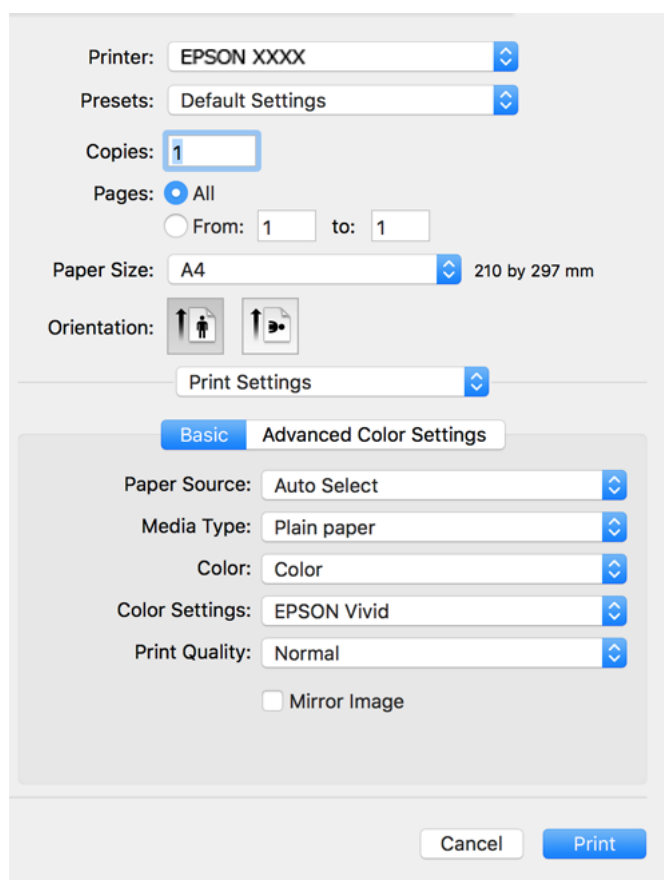 Printer: EPSON XXXX
Presets: Default Settings
Copies: 1
Pages: All
From: 1 to: 1
Paper Size: A4 210 by 297 mm
Orientation:
Print Settings
Basic Advanced Color Settings
Paper Source: Auto Select
Media Type: Plain paper
Color: Color
Color Settings: EPSON Vivid
Print Quality: Normal
Mirror Image
Cancel Print